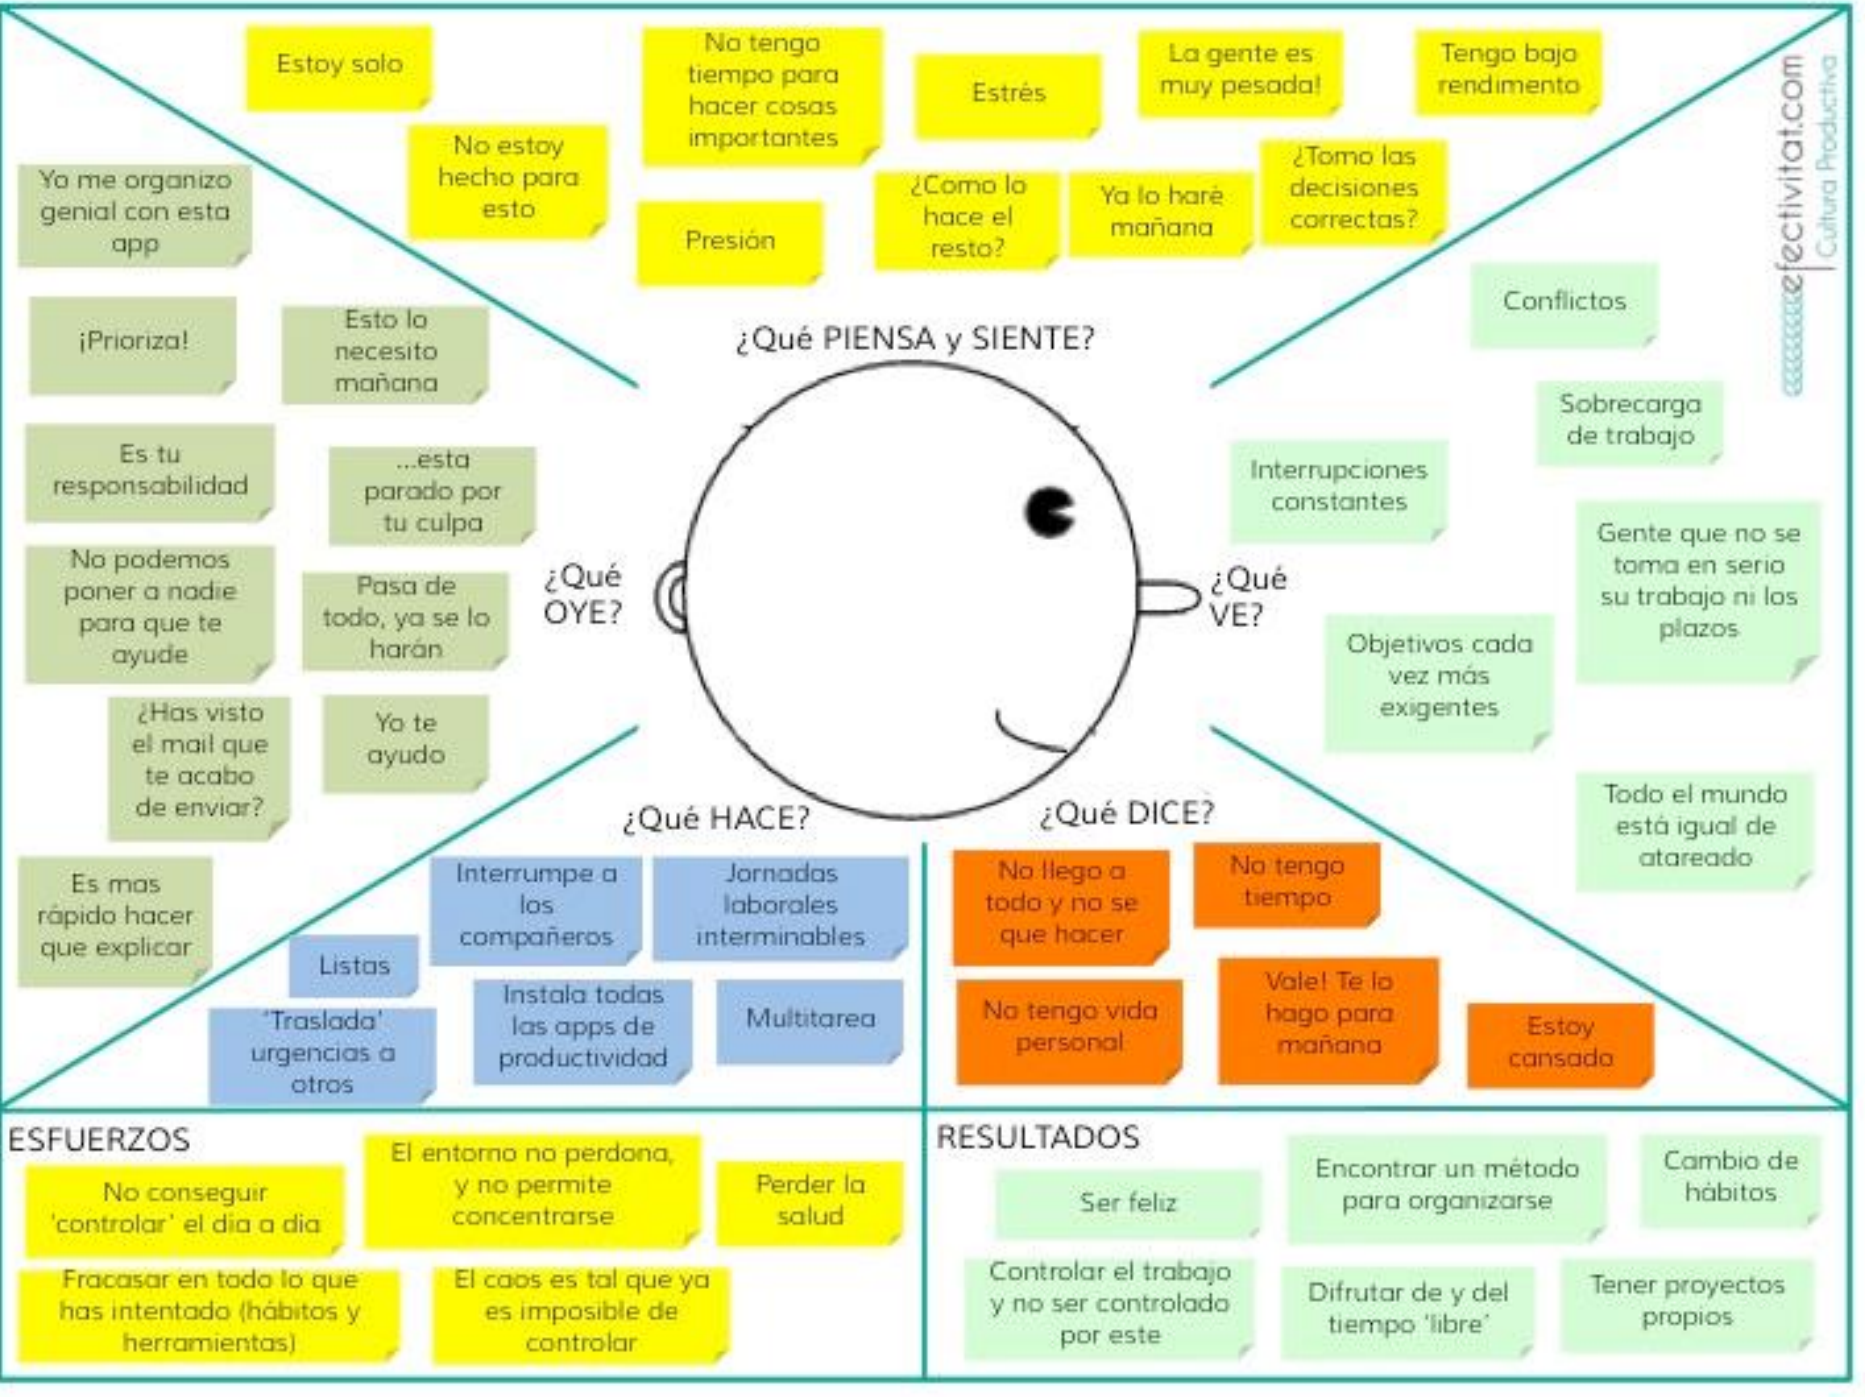 Estoy solo
No estoy
hecho para
esto
No tengo
tiempo para
hacer cosas
importantes
Presión
Estrés
¿Como lo
hace el
resto?
La gente es
muy pesada!
Ya lo haré
mañana
Tengo bajo
rendimiento
¿Tomo las
decisiones
correctas?
efectivitat.com
Cultura Productiva
¿Qué PIENSA y SIENTE?
Yo me organizo
genial con esta
app
¡Prioriza!
Esto lo
necesito
mañana
Es tu
responsabilidad
...esta
parado por
tu culpa
No podemos
poner a nadie
para que te
ayude
Pasa de
todo, ya se lo
harán
¿Has visto
el mail que
te acabo
de enviar?
Yo te
ayudo
Es mas
rápido hacer
que explicar
¿Qué
OYE?
¿Qué
VE?
Conflictos
Sobrecarga
de trabajo
Interrupciones
constantes
Gente que no se
toma en serio
su trabajo ni los
plazos
Objetivos cada
vez más
exigentes
Todo el mundo
está igual de
atareado
¿Qué HACE?
Interrumpe a
los
compañeros
Jornadas
laborales
interminables
Listas
'Traslada'
urgencias a
otros
Instala todas
las apps de
productividad
Multitarea
¿Qué DICE?
No llego a
todo y no se
que hacer
No tengo
tiempo
No tengo vida
personal
Vale! Te lo
hago para
mañana
Estoy
cansado
ESFUERZOS
No conseguir
'controlar' el dia a dia
El entorno no perdona,
y no permite
concentrarse
Perder la
salud
Fracasar en todo lo que
has intentado (hábitos y
herramientas)
El caos es tal que ya
es imposible de
controlar
RESULTADOS
Ser feliz
Encontrar un método
para organizarse
Cambio de
hábitos
Controlar el trabajo
y no ser controlado
por este
Difrutar de y del
tiempo 'libre'
Tener proyectos
propios